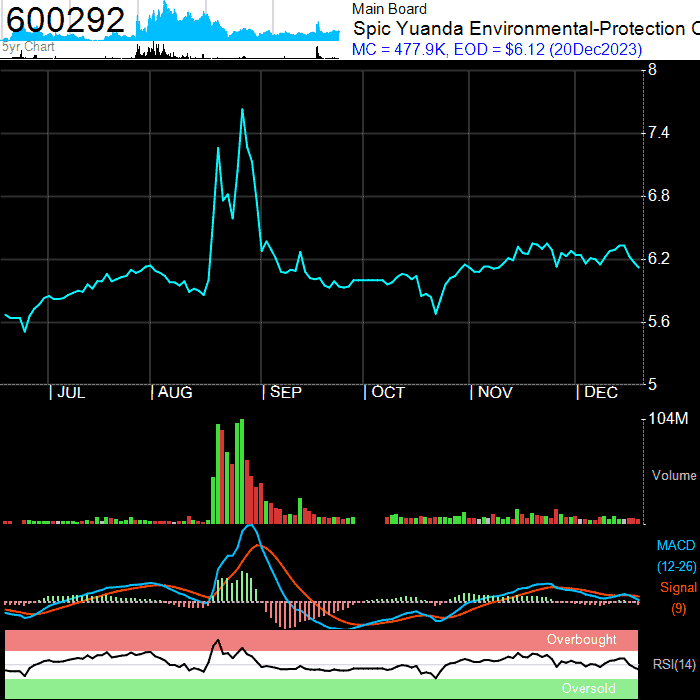 600292
5yr Chart
Main Board
Spic Yuanda Environmental-Protection C
MC = 477.9K, EOD = $6.12 (20Dec2023)
8
7.4
6.8
6.2
5.6
5
| JUL | AUG | SEP | OCT | NOV | DEC
104M
Volume
MACD
(12-26)
Signal
(9)
Overbought
RSI(14)
Oversold